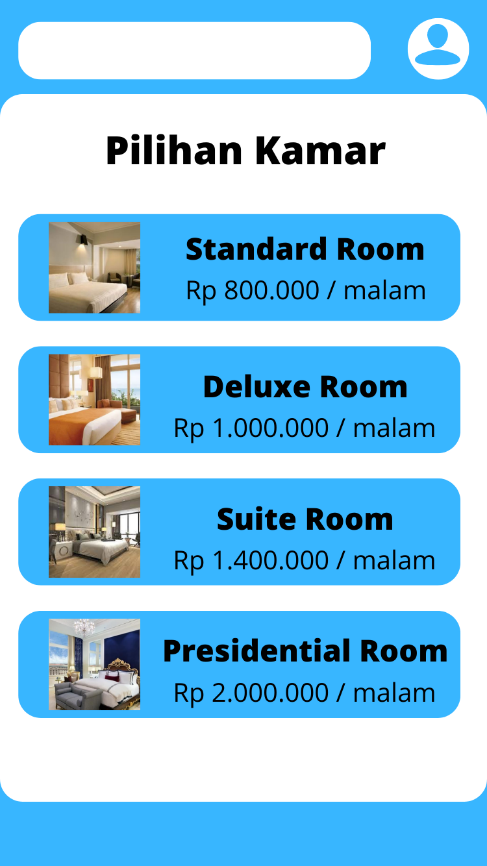 Pilihan Kamar
Standard Room
Rp 800.000 / malam
Deluxe Room
Rp 1.000.000 / malam
Suite Room
Rp 1.400.000 / malam
Presidential Room
Rp 2.000.000 / malam